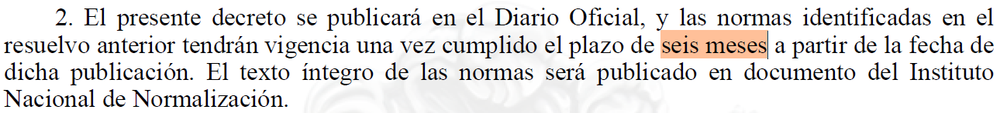 2. El presente decreto se publicará en el Diario Oficial, y las normas identificadas en el
resuelvo anterior tendrán vigencia una vez cumplido el plazo de seis meses a partir de la fecha de
dicha publicación. El texto íntegro de las normas será publicado en documento del Instituto
Nacional de Normalización.